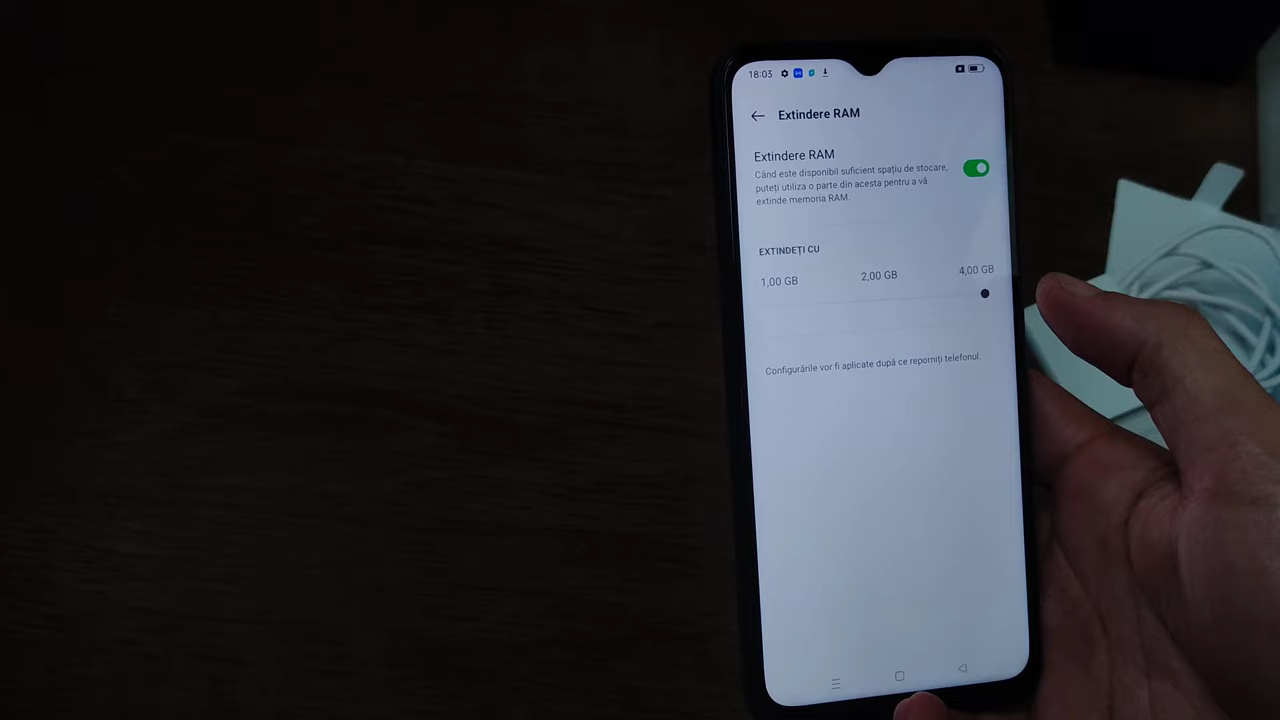 18:03
Extindere RAM
Extindere RAM
Când este disponibil suficient spațiu de stocare,
puteți utiliza o parte din acesta pentru a vă
extinde memoria RAM.
EXTINDEȚI CU
1,00 GB 2,00 GB 4,00 GB
Configurările vor fi aplicate după ce reporniți telefonul.